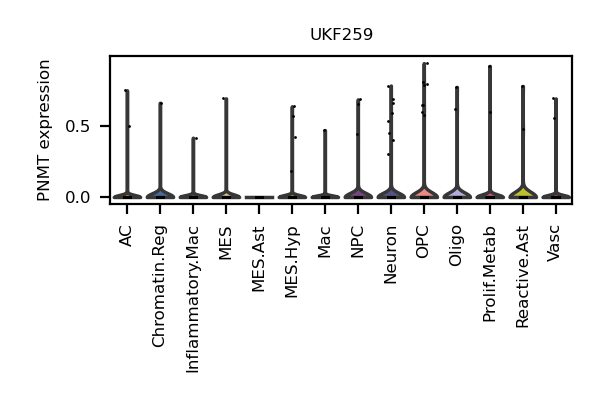 UKF259
PNMT expression
0.5
0.0
AC
Chromatin.Reg
Inflammatory.Mac
MES
MES.Ast
MES.Hyp
Mac
NPC
Neuron
OPC
Oligo
Prolif.Metab
Reactive.Ast
Vasc